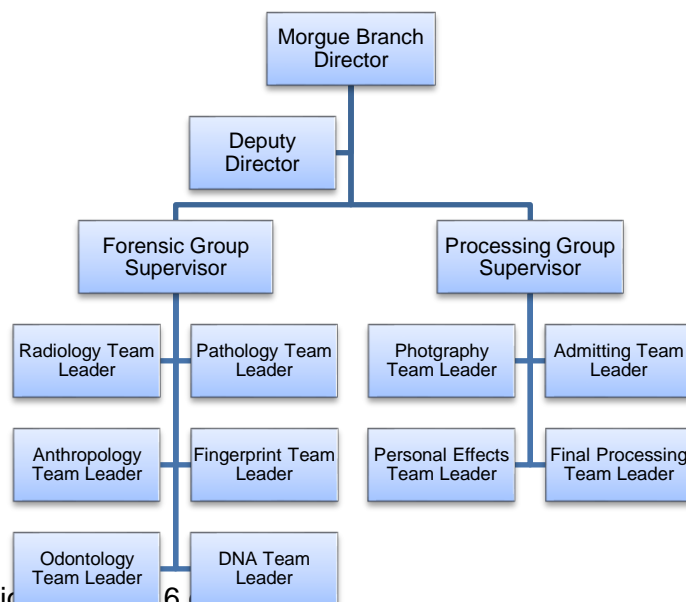 Morgue Branch
Director
Deputy
Director
Forensic Group
Supervisor
Processing Group
Supervisor
Radiology Team
Leader
Pathology Team
Leader
Photgraphy
Team Leader
Admitting Team
Leader
Anthropology
Team Leader
Fingerprint Team
Leader
Personal Effects
Team Leader
Final Processing
Team Leader
Odontology
Team Leader
DNA Team
Leader
6